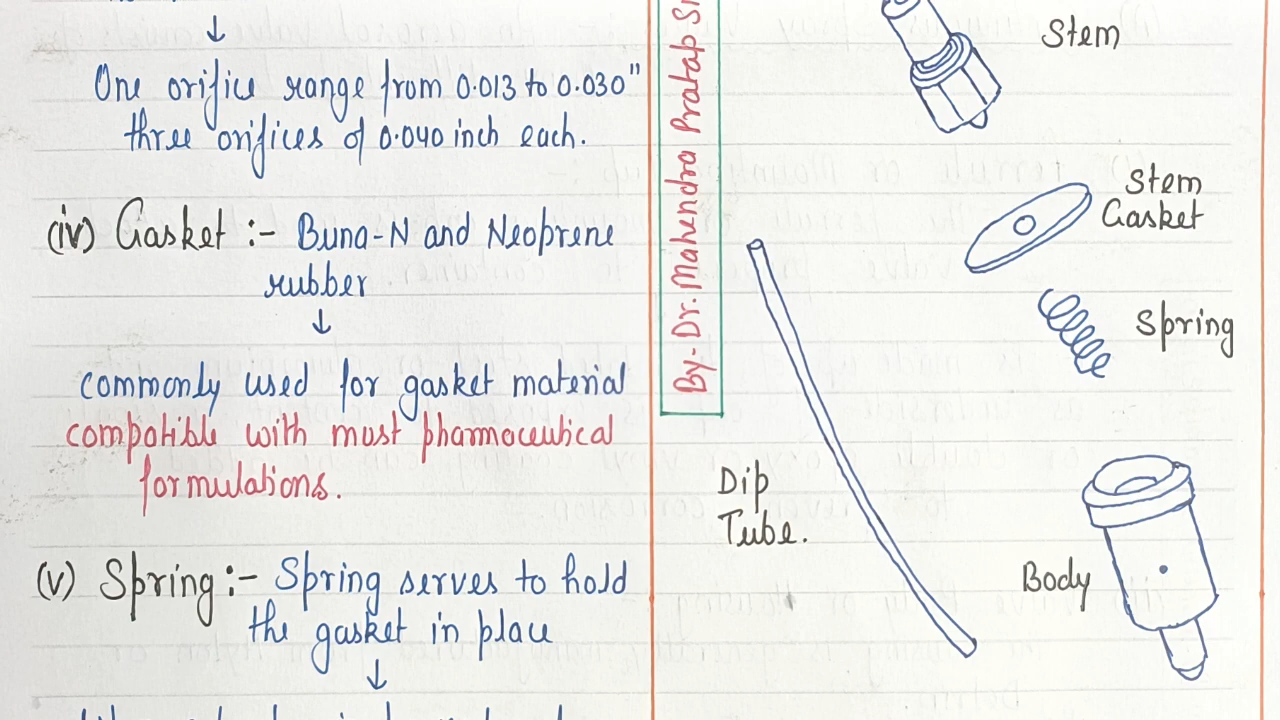 One orifice range from 0.013 to 0.030"
three orifices of 0.040 inch each.
(iv) Gasket :- Buna-N and Neoprene
rubber
commonly used for gasket material
compatible with most pharmaceutical
formulations.
(v) Spring :- Spring serves to hold
the gasket in place
By- Dr. Mahendra Pratap
Stem
Stem
Gasket
Spring
Dip
Tube.
Body